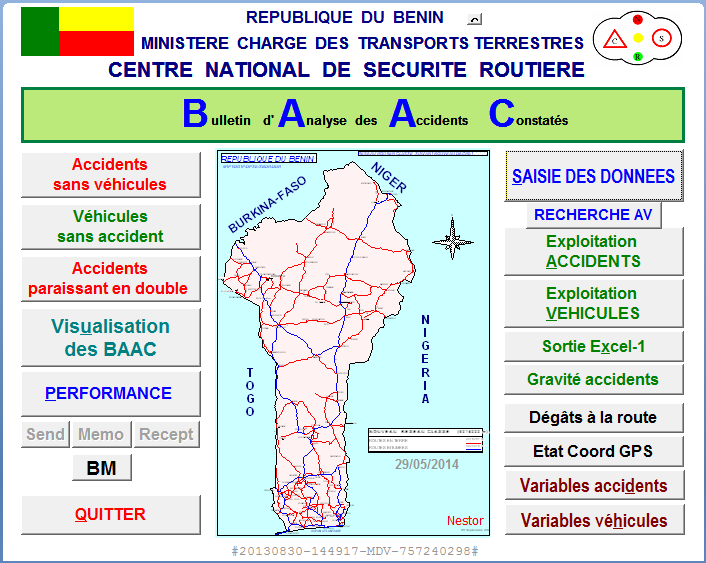 REPUBLIQUE DU BENIN
MINISTERE CHARGE DES TRANSPORTS TERRESTRES
CENTRE NATIONAL DE SECURITE ROUTIERE
N
C
S
R
Bulletin d'Analyse des Accidents Constatés
Accidents
sans véhicules
Véhicules
sans accident
Accidents
paraissant en double
Visualisation
des BAAC
PERFORMANCE
Send Memo Recept
BM
QUITTER
REPUBLIQUE DU BENIN
BURKINA-FASO
NIGER
TOGO
NIGERIA
29/05/2014
Nestor
SAISIE DES DONNEES
RECHERCHE AV
Exploitation
ACCIDENTS
Exploitation
VEHICULES
Sortie Excel-1
Gravité accidents
Dégâts à la route
Etat Coord GPS
Variables accidents
Variables véhicules
#20130830-144917-MDV-757240298#